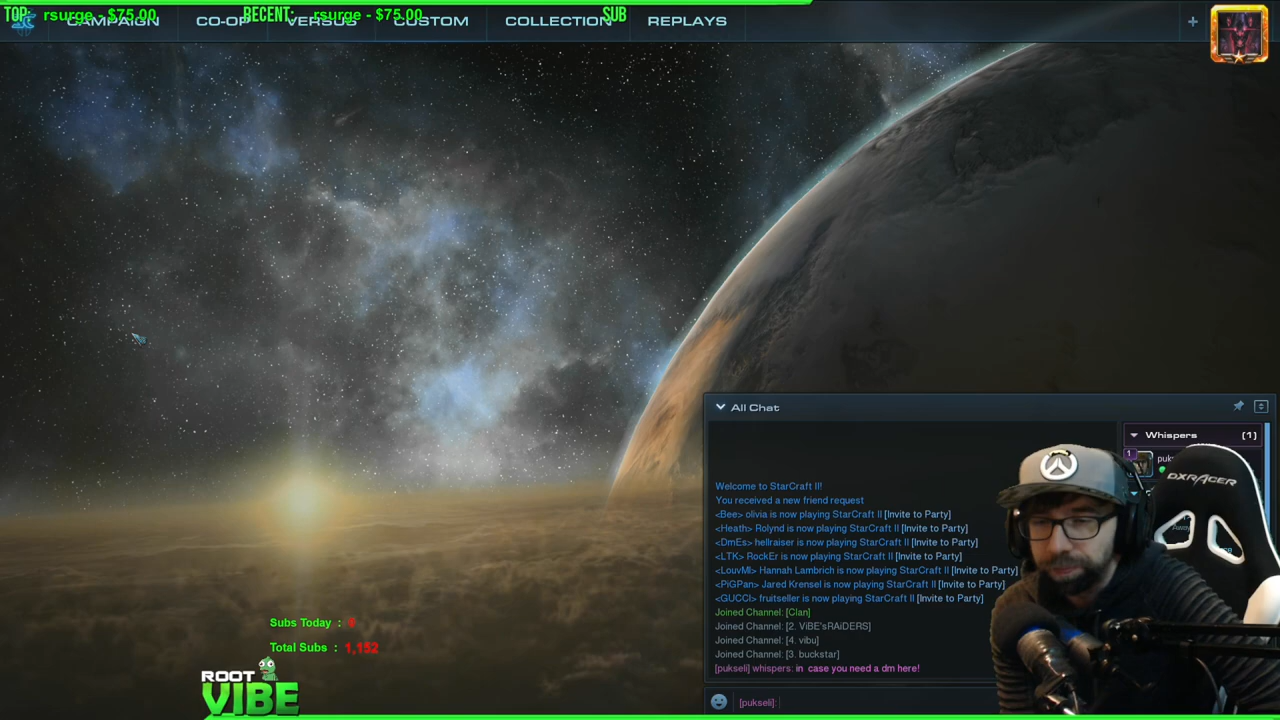 TOP: rsurge - $75.00
RECENT: rsurge - $75.00
SUB
CAMPAIGN
CO-OP
VERSUS
CUSTOM
COLLECTION
REPLAYS
All Chat
Whispers (1)
1
Welcome to StarCraft II!
You received a new friend request
<Bee> olivia is now playing StarCraft II [Invite to Party]
<Heath> Rolynd is now playing StarCraft II [Invite to Party]
<DmEs> hellraiser is now playing StarCraft II [Invite to Party]
<LTK> RockEr is now playing StarCraft II [Invite to Party]
<LouvMI> Hannah Lambrich is now playing StarCraft II [Invite to Party]
<PiGPan> Jared Krensel is now playing StarCraft II [Invite to Party]
<GUCCI> fruitseller is now playing StarCraft II [Invite to Party]
Joined Channel: [Clan]
Joined Channel: [2. ViBE'sRAiDERS]
Joined Channel: [4. vibu]
Joined Channel: [3. buckstar]
[pukseli] whispers: in case you need a dm here!
[pukseli]:
DXRACER
Subs Today :
Total Subs : 1,152
ROOT
VIBE